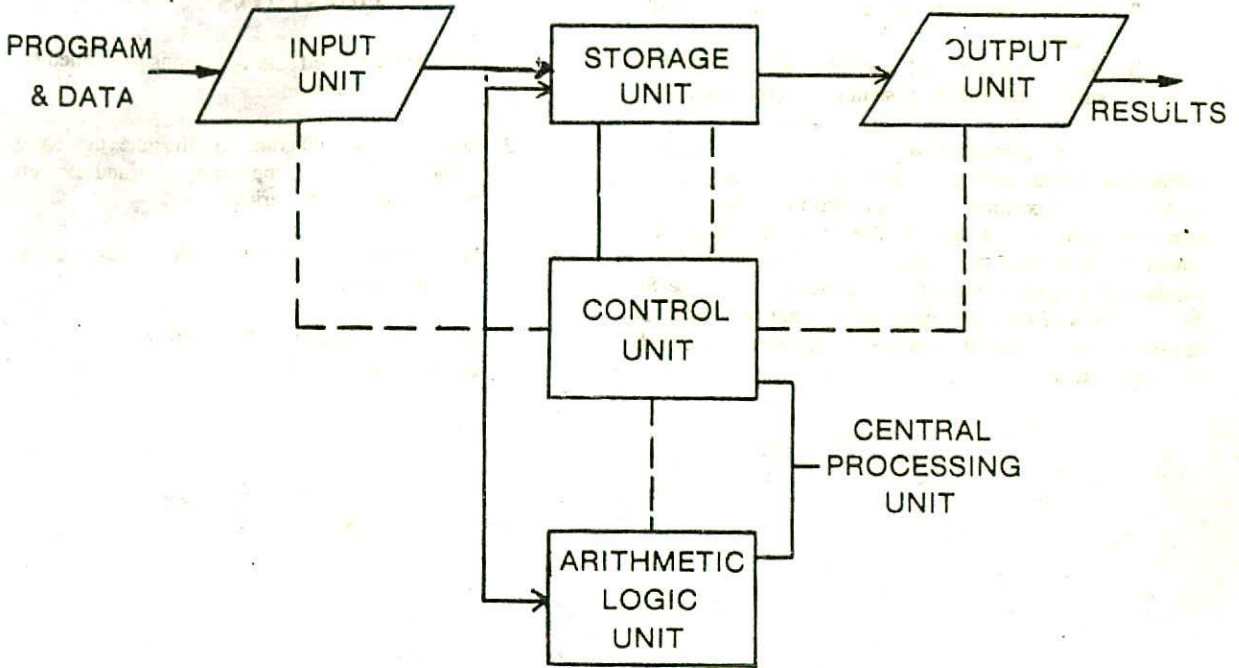 PROGRAM
& DATA
INPUT
UNIT
STORAGE
UNIT
OUTPUT
UNIT
RESULTS
CONTROL
UNIT
CENTRAL
PROCESSING
UNIT
ARITHMETIC
LOGIC
UNIT